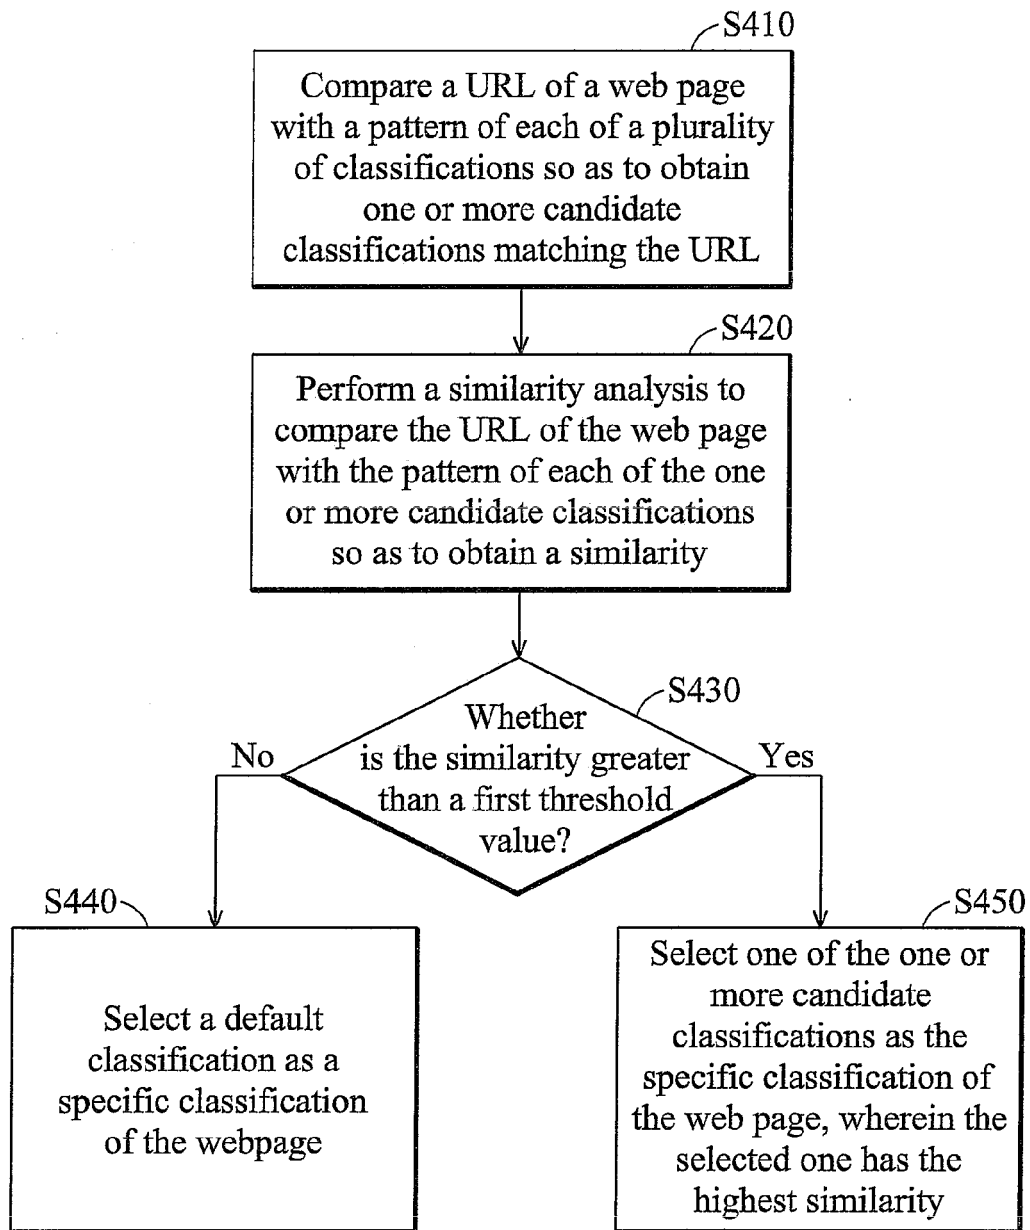 S410
Compare a URL of a web page
with a pattern of each of a plurality
of classifications so as to obtain
one or more candidate
classifications matching the URL
S420
Perform a similarity analysis to
compare the URL of the web page
with the pattern of each of the one
or more candidate classifications
so as to obtain a similarity
S430
Whether
is the similarity greater
than a first threshold
value?
No
Yes
S440
Select a default
classification as a
specific classification
of the webpage
S450
Select one of the one or
more candidate
classifications as the
specific classification of
the web page, wherein the
selected one has the
highest similarity